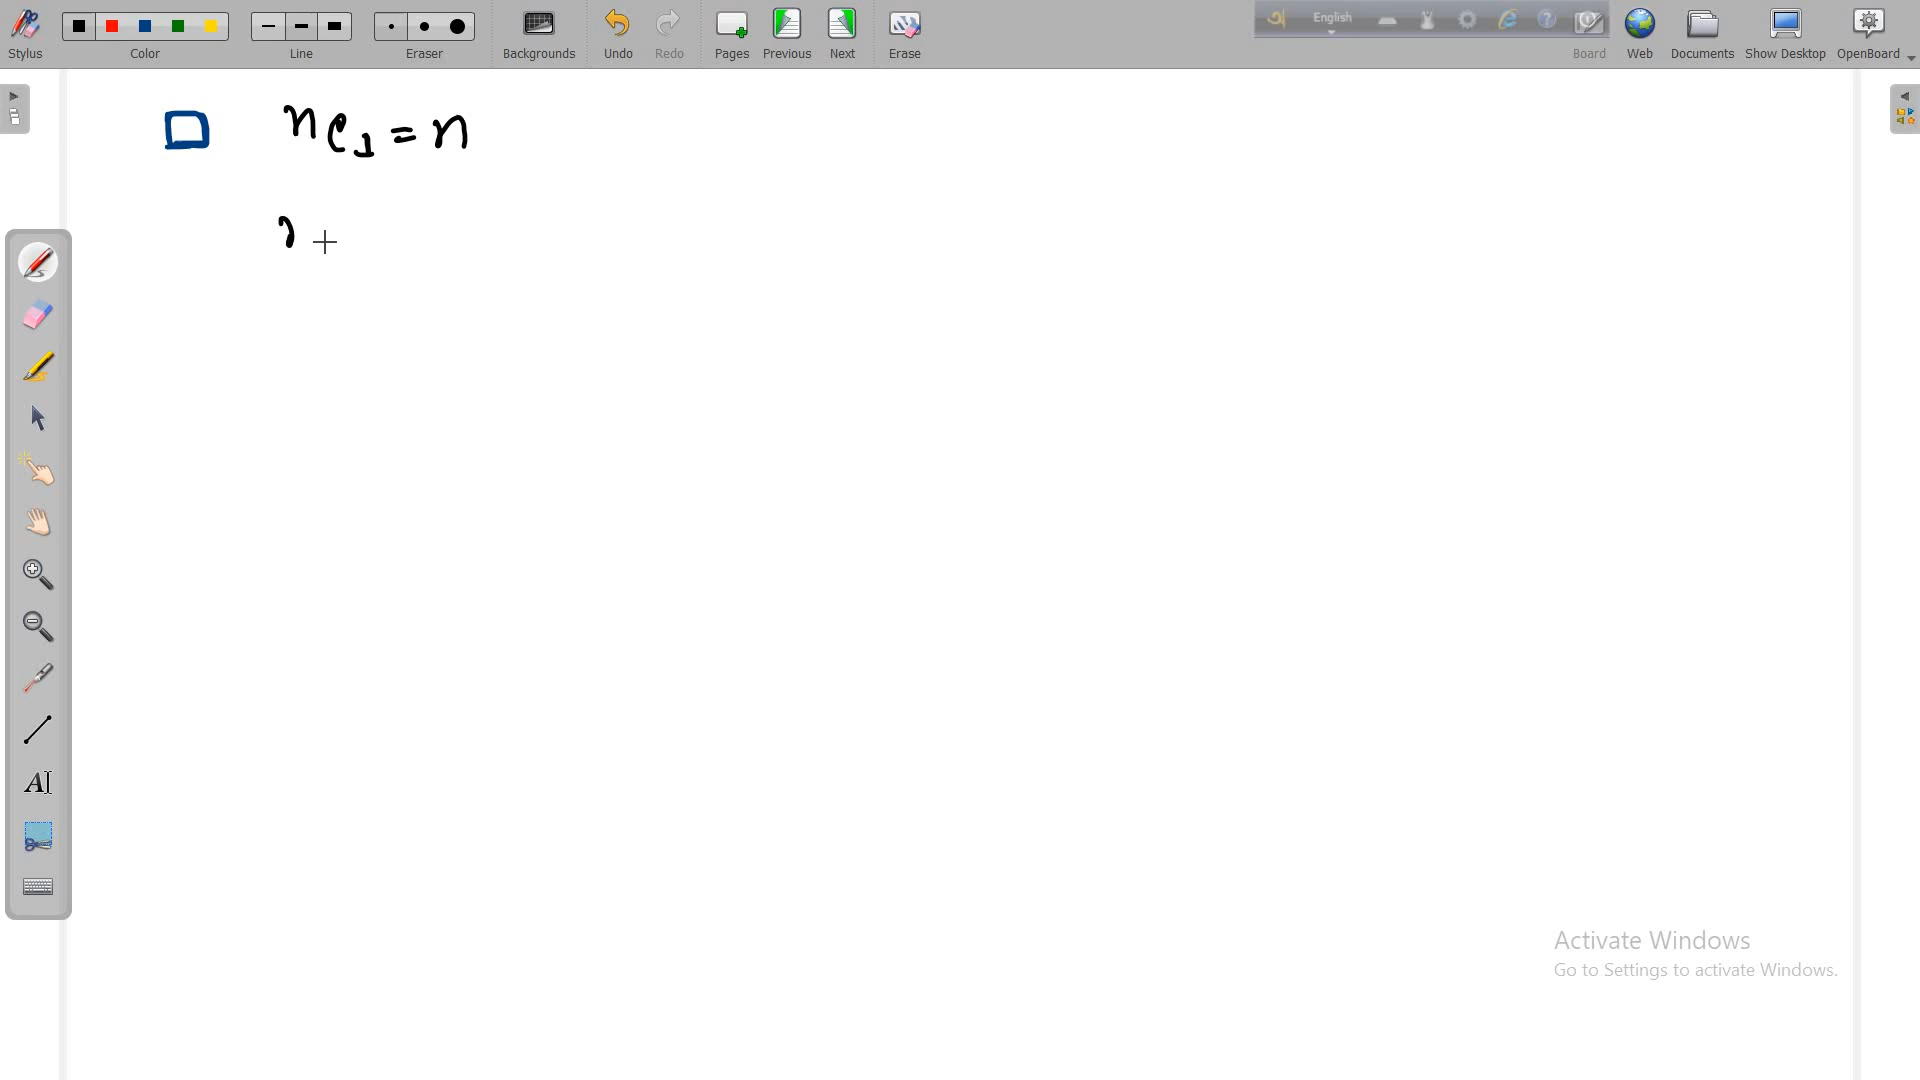 Stylus Color Line Eraser Backgrounds Undo Redo Pages Previous Next Erase English Board Web Documents Show Desktop OpenBoard
nC₁ = n
Activate Windows
Go to Settings to activate Windows.